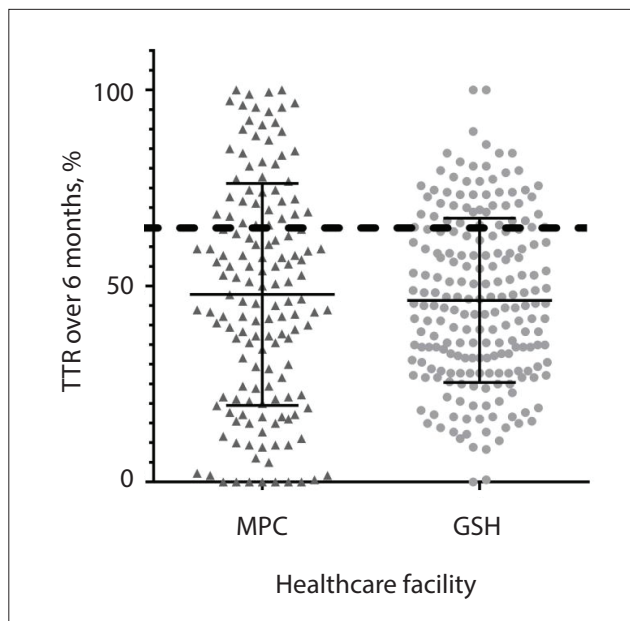 TTR over 6 months, %
100
50
0
MPC
GSH
Healthcare facility